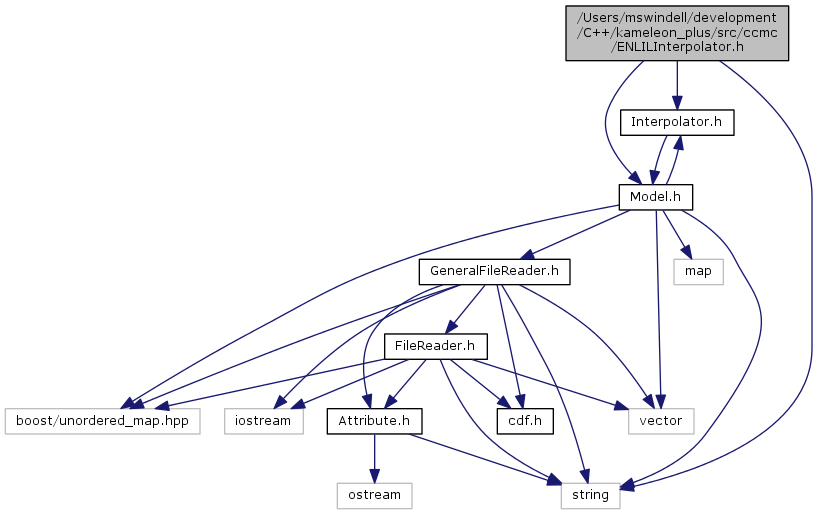 /Users/mswindell/development
/C++/kameleon_plus/src/ccmc
/ENLILInterpolator.h
Interpolator.h
Model.h
GeneralFileReader.h
map
FileReader.h
boost/unordered_map.hpp
iostream
Attribute.h
cdf.h
vector
ostream
string